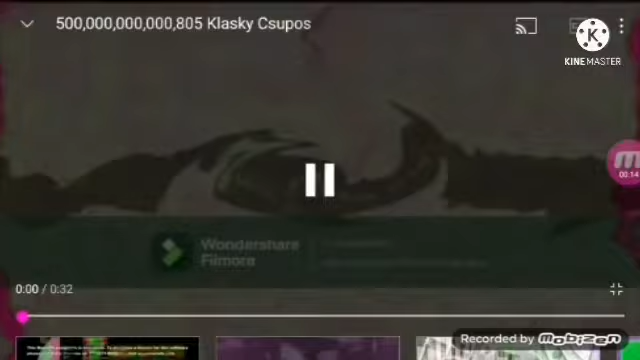 500,000,000,000,805 Klasky Csupos
KINEMASTER
00:14
Wondershare
Filmora
0:00 / 0:32
Recorded by mobizen